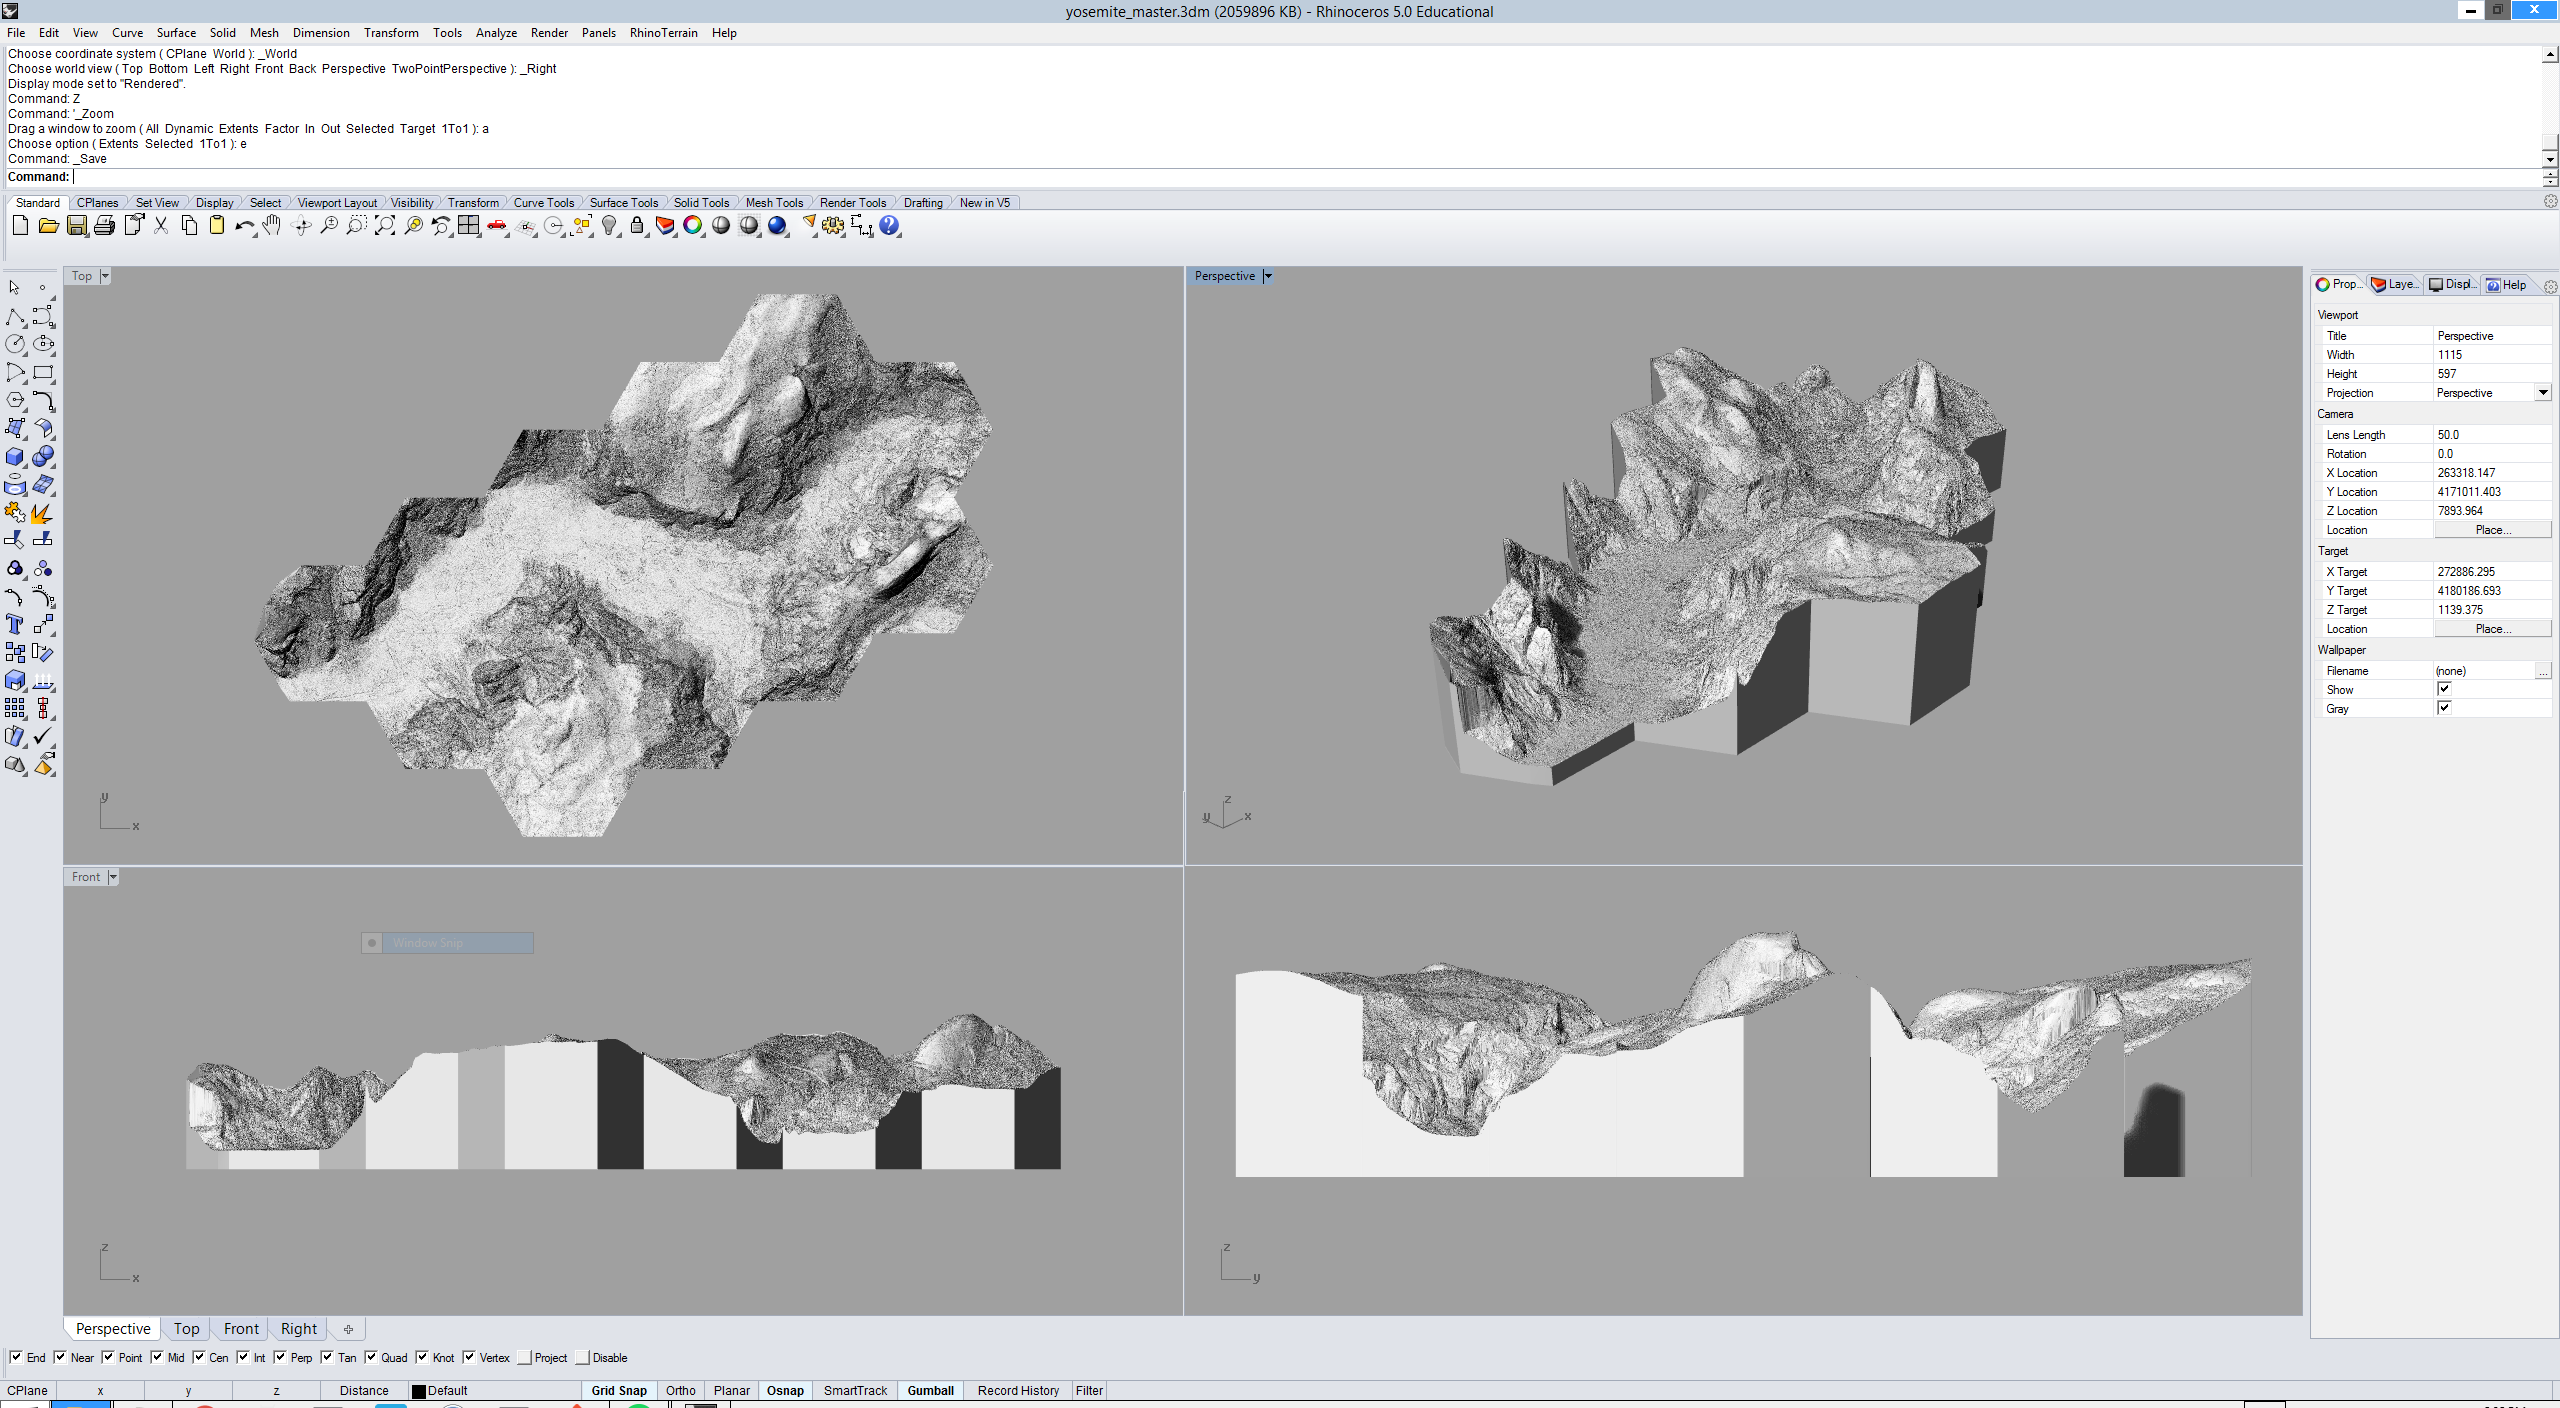 yosemite_master.3dm (2059896 KB) - Rhinoceros 5.0 Educational
File Edit View Curve Surface Solid Mesh Dimension Transform Tools Analyze Render Panels RhinoTerrain Help
Choose coordinate system ( CPlane World ): _World
Choose world view ( Top Bottom Left Right Front Back Perspective TwoPointPerspective ): _Right
Display mode set to "Rendered".
Command: Z
Command: '_Zoom
Drag a window to zoom ( All Dynamic Extents Factor In Out Selected Target 1To1 ): a
Choose option ( Extents Selected 1To1 ): e
Command: _Save
Command:
Standard CPlanes Set View Display Select Viewport Layout Visibility Transform Curve Tools Surface Tools Solid Tools Mesh Tools Render Tools Drafting New in V5
Top
Perspective
Prop... Laye... Displ... Help
Viewport
Title Perspective
Width 1115
Height 597
Projection Perspective
Camera
Lens Length 50.0
Rotation 0.0
X Location 263318.147
Y Location 4171011.403
Z Location 7893.964
Location Place...
Target
X Target 272886.295
Y Target 4180186.693
Z Target 1139.375
Location Place...
Wallpaper
Filename (none) ...
Show
Gray
y
x
z
y
x
Front
Window Snip
z
x
z
y
Perspective Top Front Right
End Near Point Mid Cen Int Perp Tan Quad Knot Vertex Project Disable
CPlane x y z Distance Default Grid Snap Ortho Planar Osnap SmartTrack Gumball Record History Filter